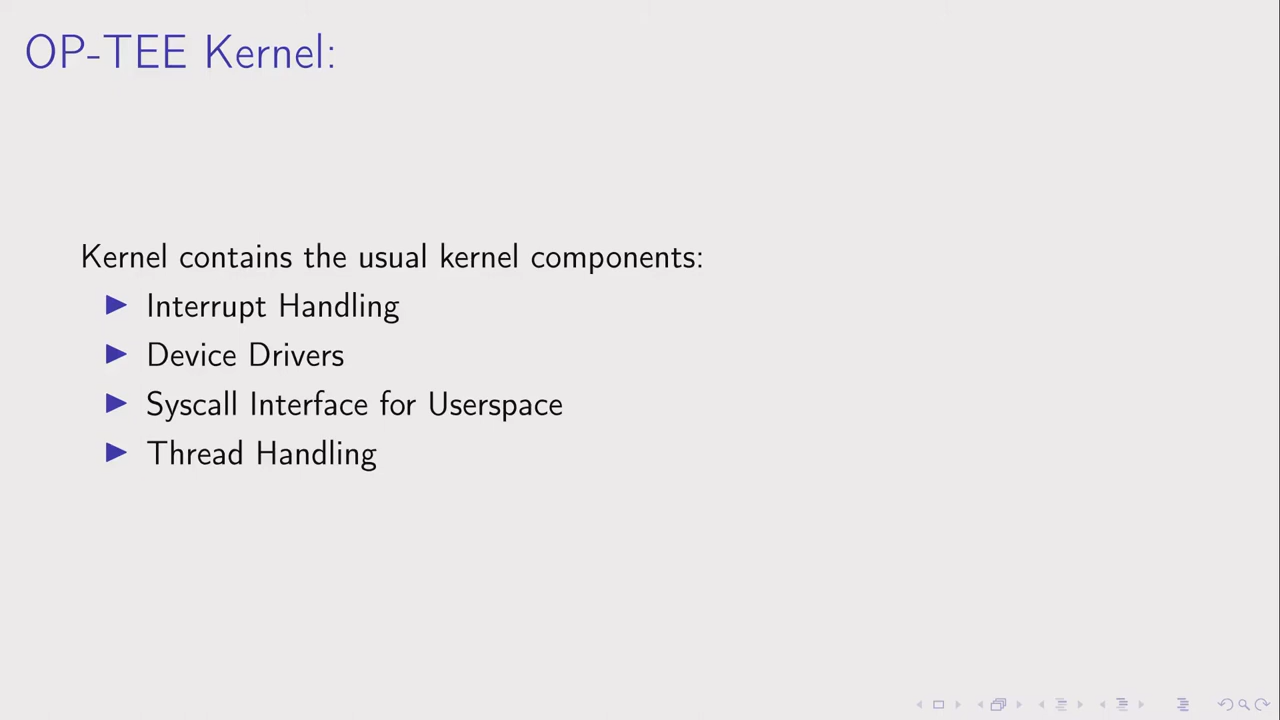 OP-TEE Kernel:
Kernel contains the usual kernel components:
Interrupt Handling
Device Drivers
Syscall Interface for Userspace
Thread Handling